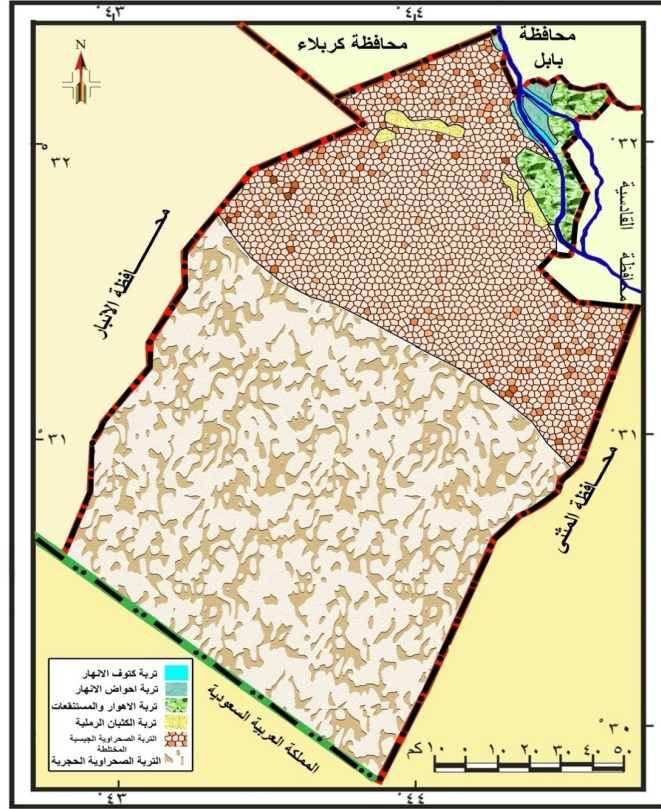 ٤٣ ٤٤
محافظة كربلاء
محافظة
بابل
N
٣٢ ٣٢
محافظة القادسية
محافظة الانبار
٣١ ٣١
محافظة المثنى
المملكة العربية السعودية
تربة كتوف الانهار
تربة احواض الانهار
تربة الاهوار والمستنقعات
تربة الكثبان الرملية
التربة الصحراوية الجبسية
المختلطة
التربة الصحراوية الحجرية
٣٠
كم ١٠ ٠ ١٠ ٢٠ ٣٠ ٤٠ ٥٠
٤٣ ٤٤